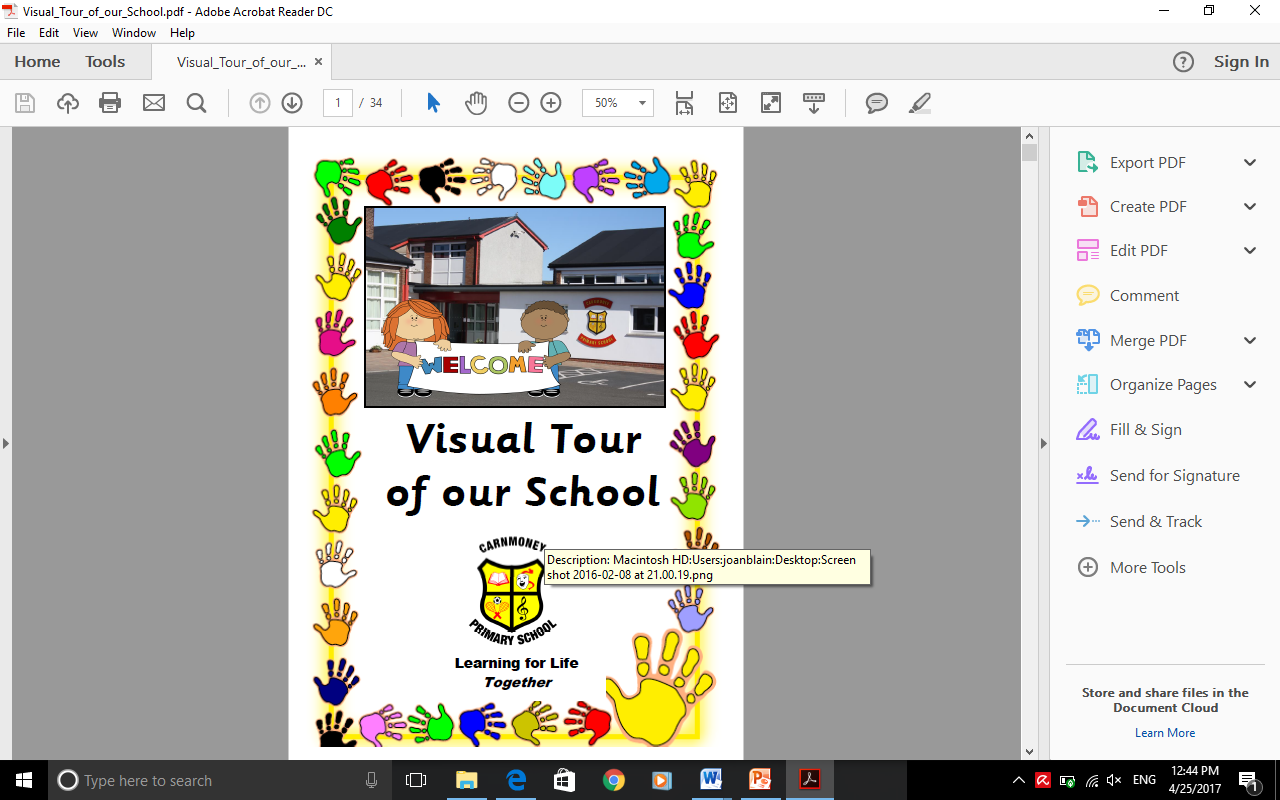 Visual_Tour_of_our_School.pdf - Adobe Acrobat Reader DC
File Edit View Window Help
Home Tools Visual_Tour_of_our_... × Sign In
1 / 34 50%
WELCOME
CARNMONEY
PRIMARY SCHOOL
Visual Tour
of our School
CARNMONEY
PRIMARY SCHOOL
Description: Macintosh HD:Users:joanblain:Desktop:Screen
shot 2016-02-08 at 21.00.19.png
Learning for Life
Together
Export PDF
Create PDF
Edit PDF
Comment
Merge PDF
Organize Pages
Fill & Sign
Send for Signature
Send & Track
More Tools
Store and share files in the
Document Cloud
Learn More
Type here to search
ENG
12:44 PM
4/25/2017
1